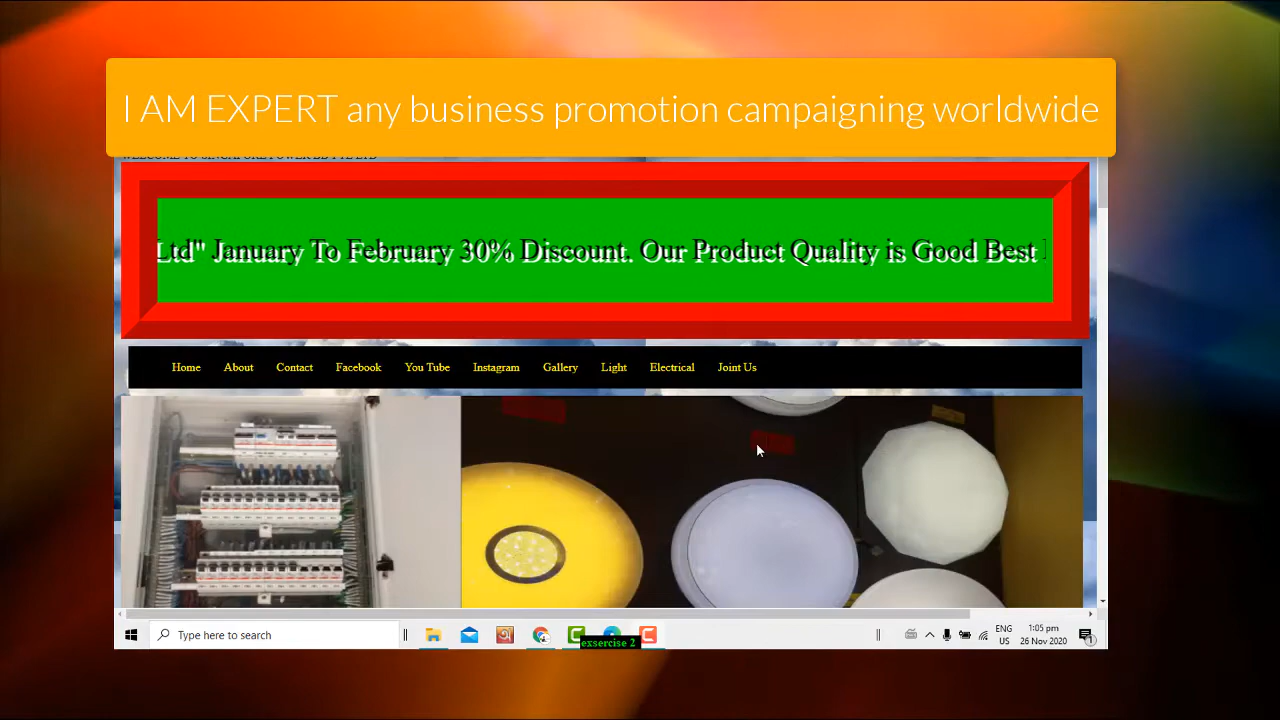 I AM EXPERT any business promotion campaigning worldwide
Ltd" January To February 30% Discount. Our Product Quality is Good Best
Home About Contact Facebook You Tube Instagram Gallery Light Electrical Joint Us
Type here to search
ENG
US
1:05 pm
26 Nov 2020
1
exsercise 2